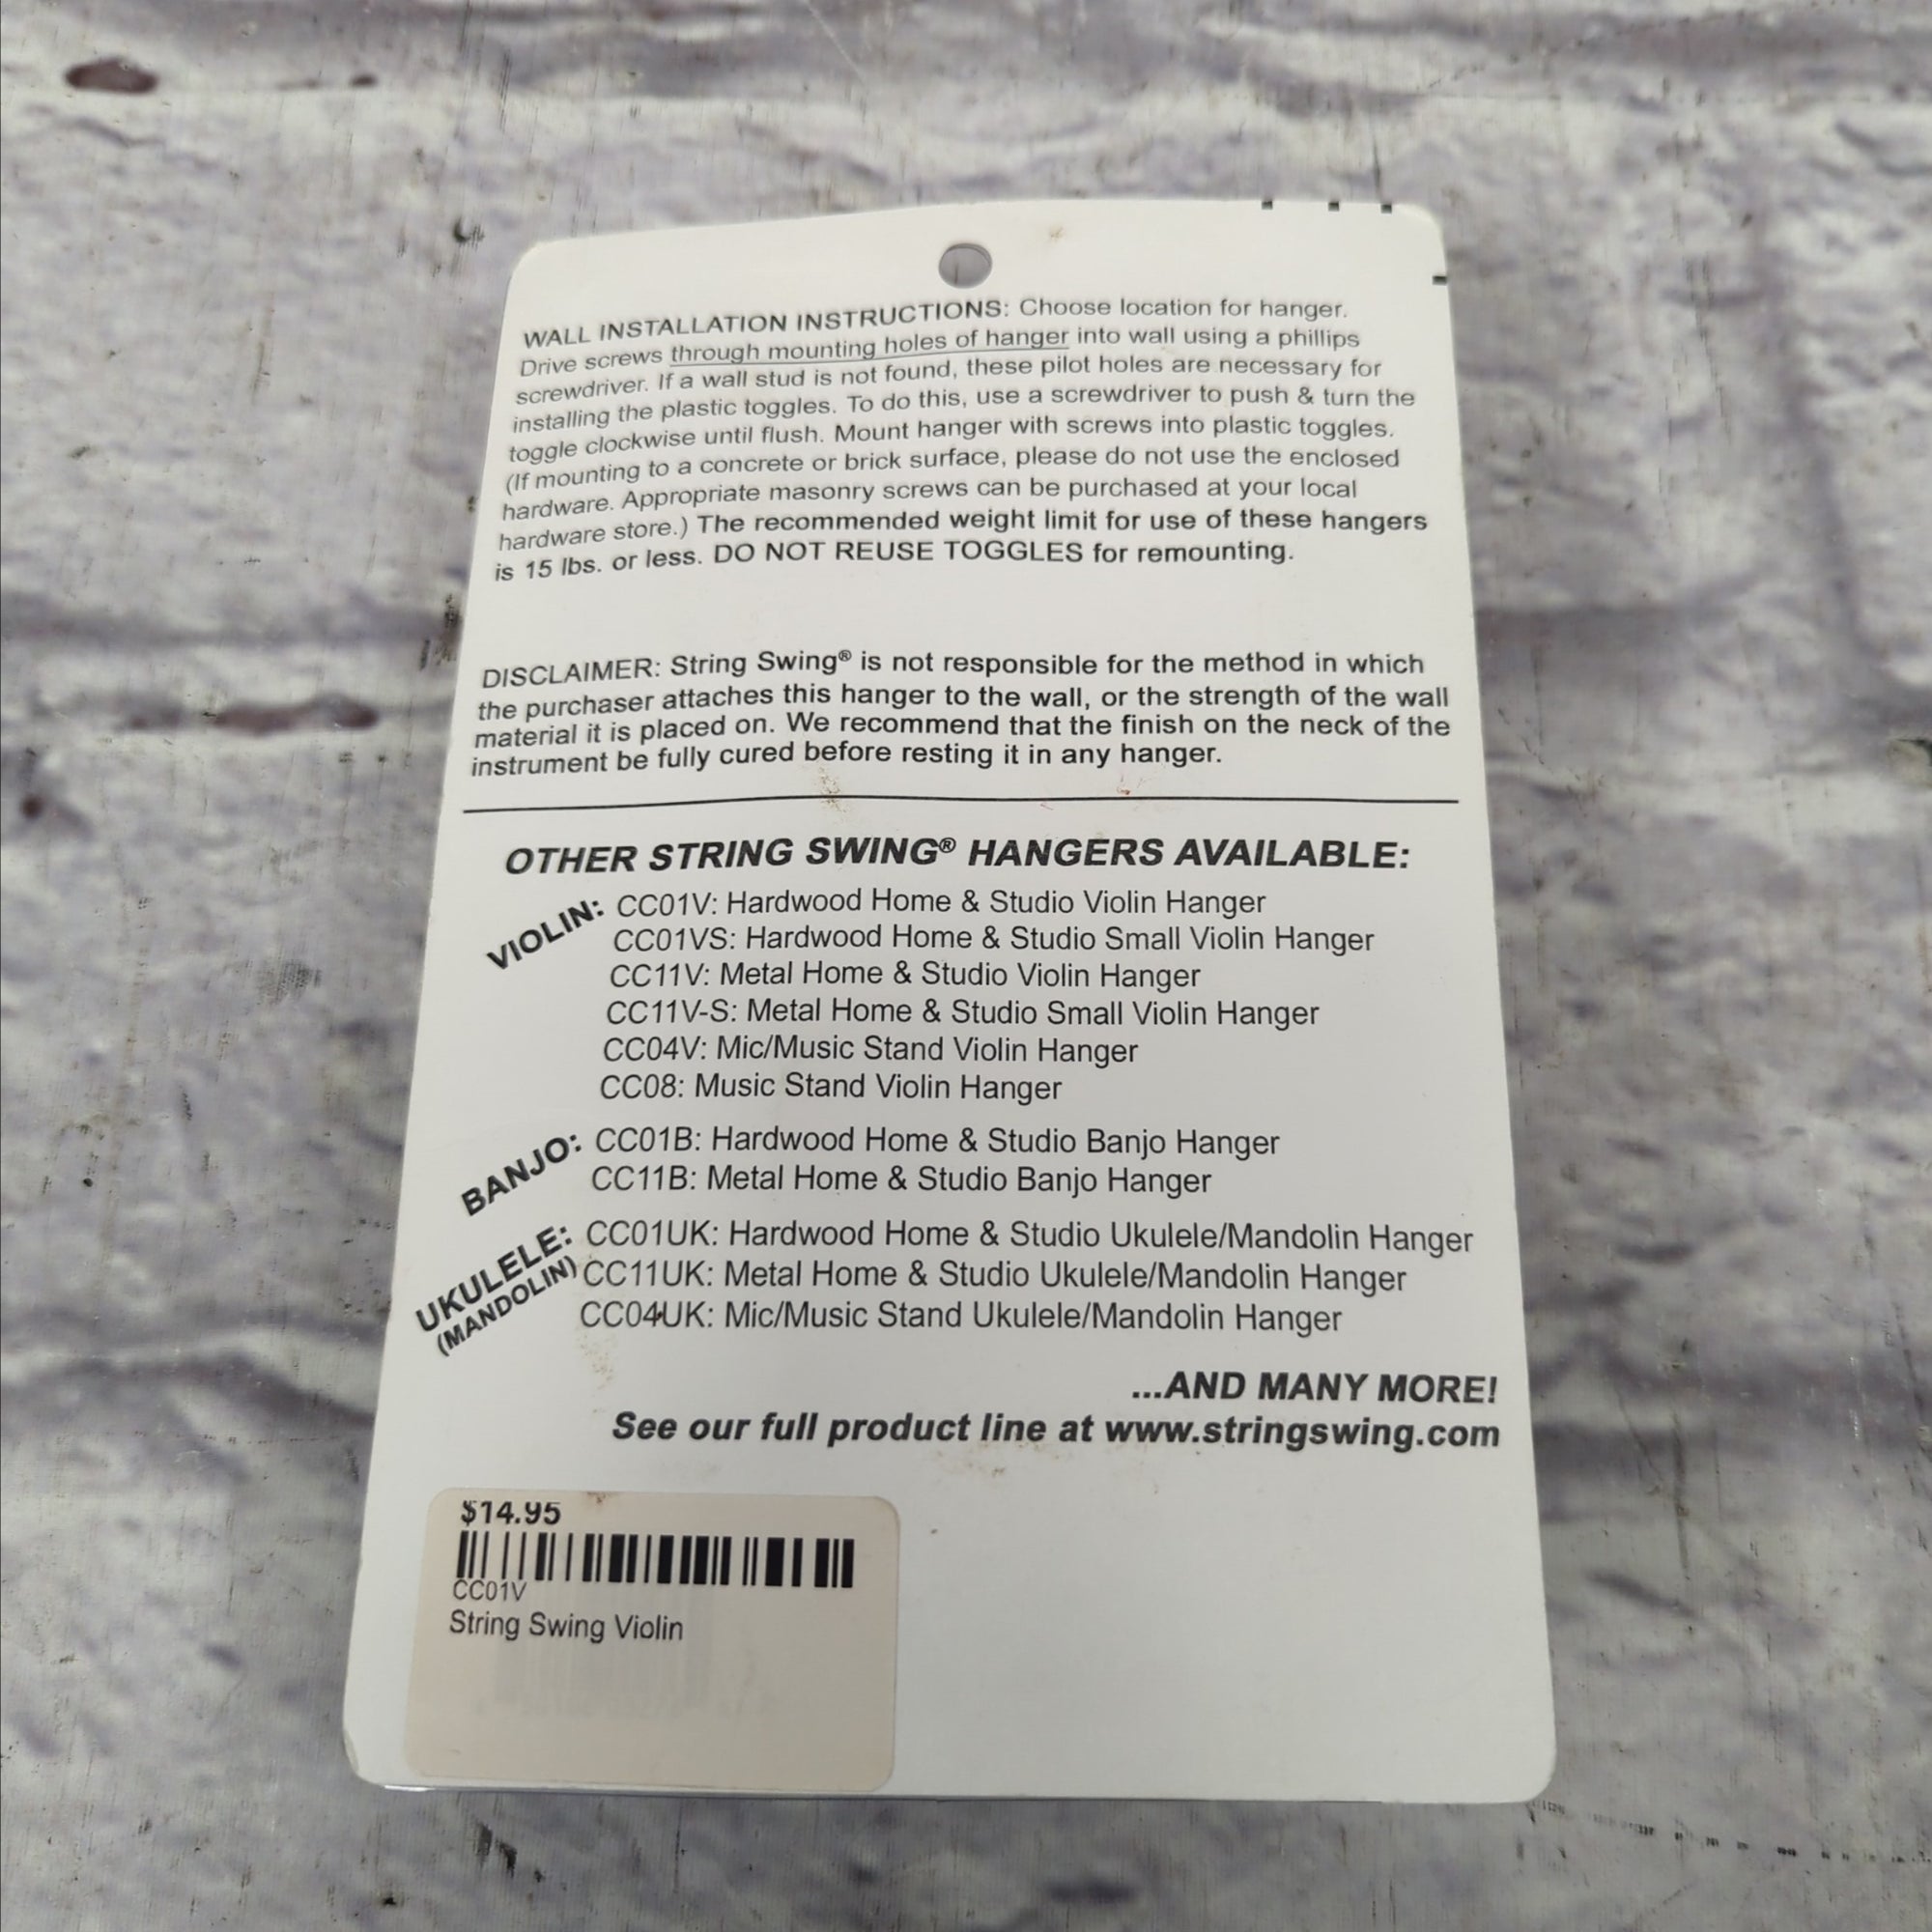 WALL INSTALLATION INSTRUCTIONS: Choose location for hanger.
Drive screws through mounting holes of hanger into wall using a phillips
screwdriver. If a wall stud is not found, these pilot holes are necessary for
installing the plastic toggles. To do this, use a screwdriver to push & turn the
toggle clockwise until flush. Mount hanger with screws into plastic toggles.
(If mounting to a concrete or brick surface, please do not use the enclosed
hardware. Appropriate masonry screws can be purchased at your local
hardware store.) The recommended weight limit for use of these hangers
is 15 lbs. or less. DO NOT REUSE TOGGLES for remounting.
DISCLAIMER: String Swing® is not responsible for the method in which
the purchaser attaches this hanger to the wall, or the strength of the wall
material it is placed on. We recommend that the finish on the neck of the
instrument be fully cured before resting it in any hanger.
OTHER STRING SWING® HANGERS AVAILABLE:
VIOLIN: CC01V: Hardwood Home & Studio Violin Hanger
CC01VS: Hardwood Home & Studio Small Violin Hanger
CC11V: Metal Home & Studio Violin Hanger
CC11V-S: Metal Home & Studio Small Violin Hanger
CC04V: Mic/Music Stand Violin Hanger
CC08: Music Stand Violin Hanger
BANJO: CC01B: Hardwood Home & Studio Banjo Hanger
CC11B: Metal Home & Studio Banjo Hanger
UKULELE: CC01UK: Hardwood Home & Studio Ukulele/Mandolin Hanger
(MANDOLIN) CC11UK: Metal Home & Studio Ukulele/Mandolin Hanger
CC04UK: Mic/Music Stand Ukulele/Mandolin Hanger
...AND MANY MORE!
See our full product line at www.stringswing.com
$14.95
CC01V
String Swing Violin